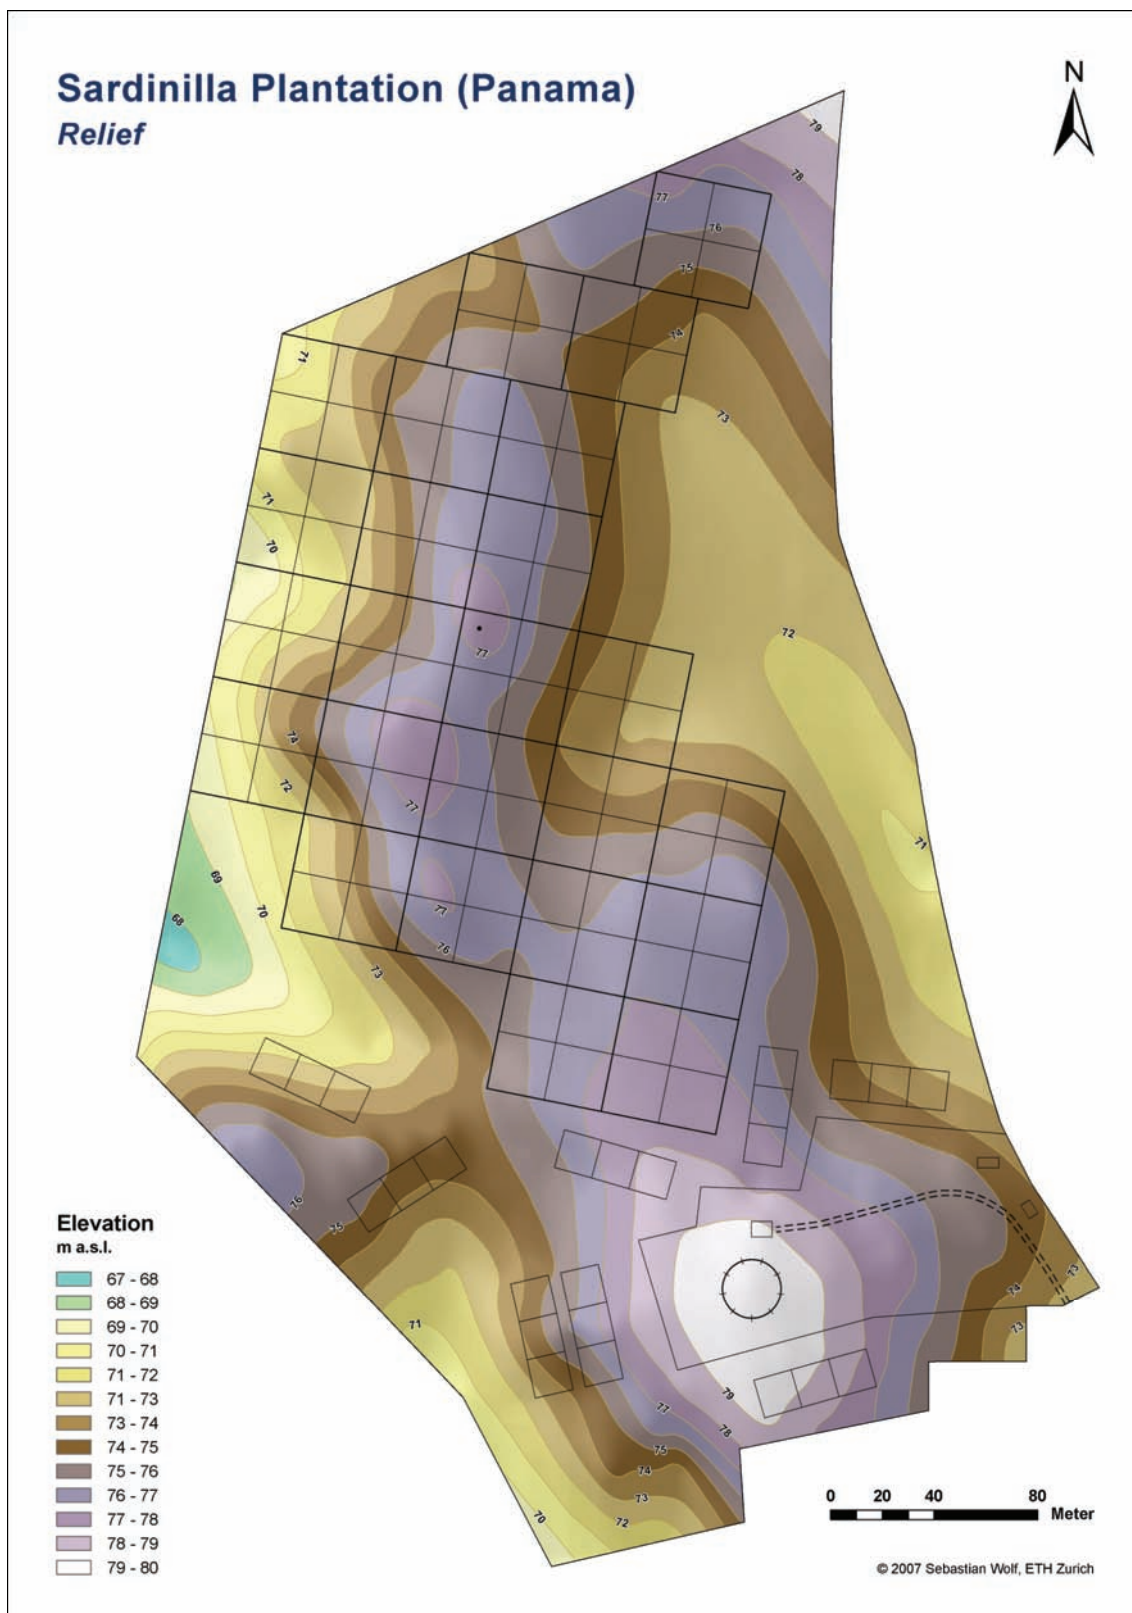 Sardinilla Plantation (Panama)
Relief
N
79
78
77
76
75
74
73
71
71
70
72
77
74
72
77
71
69
70
68
77
76
73
76
75
74
73
73
71
79
77
78
75
74
73
72
70
Elevation
m a.s.l.
67 - 68
68 - 69
69 - 70
70 - 71
71 - 72
71 - 73
73 - 74
74 - 75
75 - 76
76 - 77
77 - 78
78 - 79
79 - 80
0 20 40 80
Meter
© 2007 Sebastian Wolf, ETH Zurich